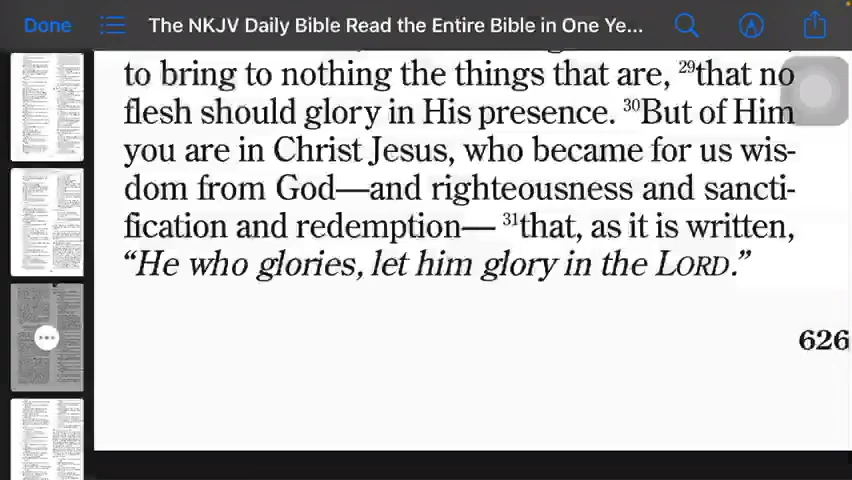 Done
The NKJV Daily Bible Read the Entire Bible in One Ye...
to bring to nothing the things that are, 29that no
flesh should glory in His presence. 30But of Him
you are in Christ Jesus, who became for us wis-
dom from God—and righteousness and sancti-
fication and redemption— 31that, as it is written,
“He who glories, let him glory in the LORD.”
626